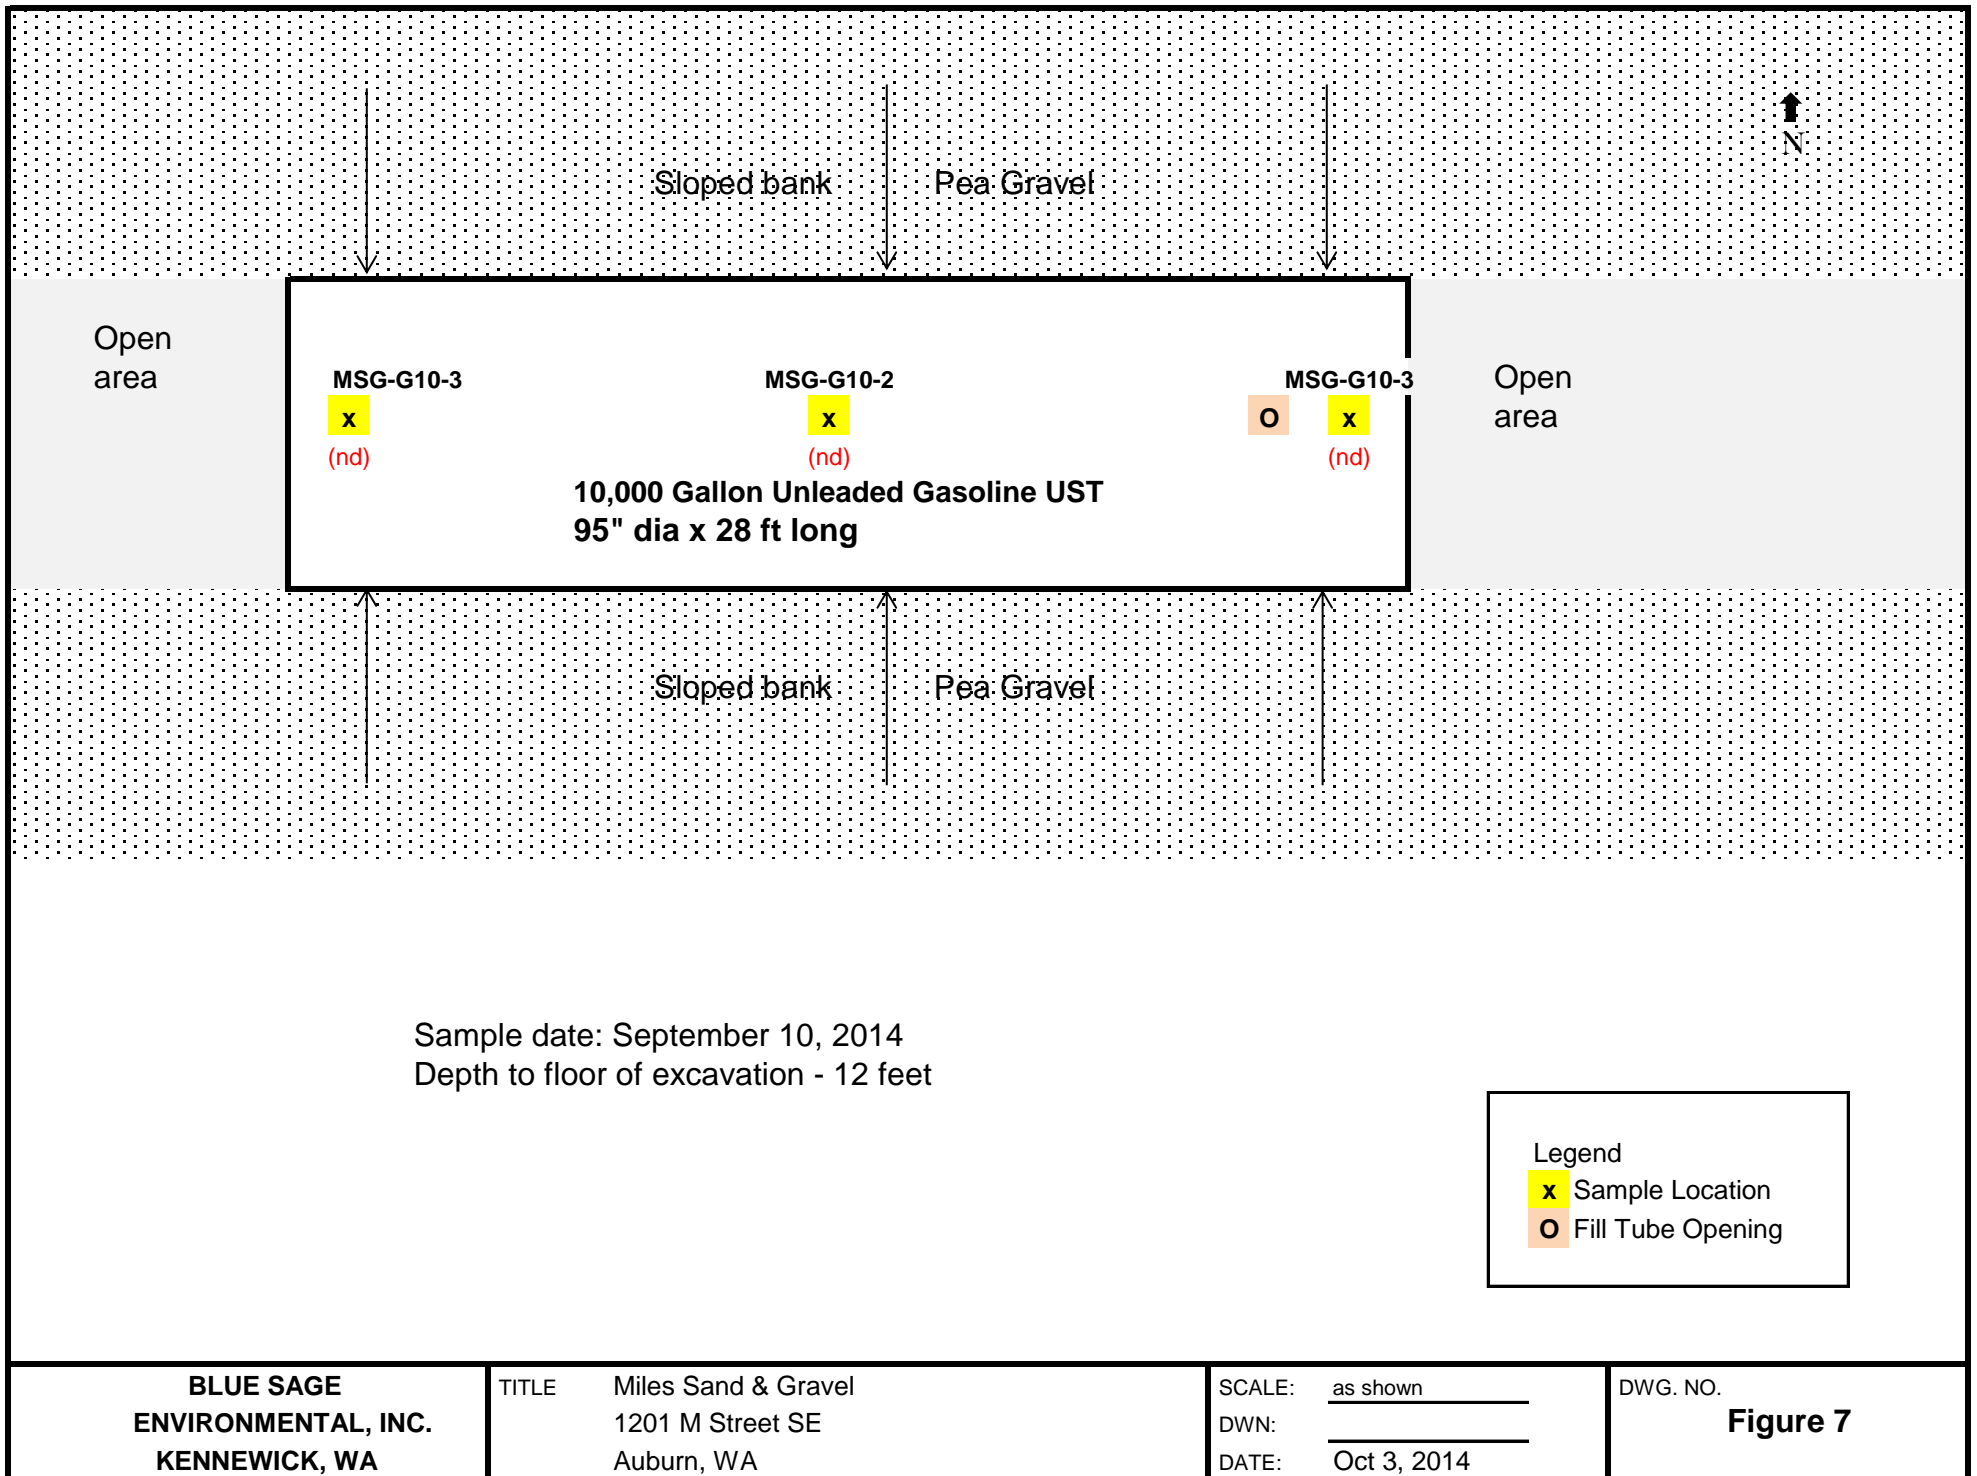 N
Sloped bank Pea Gravel
Open
area
MSG-G10-3 MSG-G10-2 MSG-G10-3
x x O x
(nd) (nd) (nd)
10,000 Gallon Unleaded Gasoline UST
95" dia x 28 ft long
Open
area
Sloped bank Pea Gravel
Sample date: September 10, 2014
Depth to floor of excavation - 12 feet
Legend
x Sample Location
O Fill Tube Opening
BLUE SAGE
ENVIRONMENTAL, INC.
KENNEWICK, WA
TITLE Miles Sand & Gravel
1201 M Street SE
Auburn, WA
SCALE: as shown
DWN:
DATE: Oct 3, 2014
DWG. NO.
Figure 7